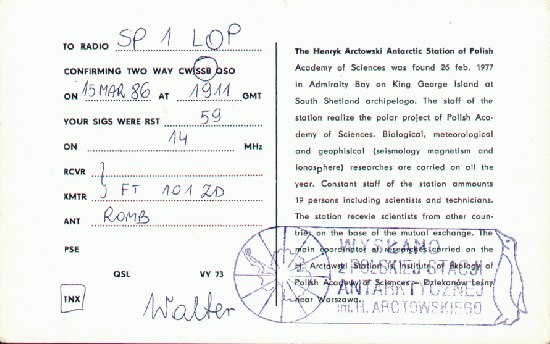 TO RADIO SP 1 LOP
CONFIRMING TWO WAY CW SSB QSO
ON 15 MAR 86 AT 1911 GMT
YOUR SIGS WERE RST 59
ON 14 MHz
RCVR
XMTR FT 101 ZD
ANT ROMB
PSE
QSL VY 73
TNX Walter
The Henryk Arctowski Antarctic Station of Polish
Academy of Sciences was found 26 feb. 1977
in Admiralty Bay on King George Island at
South Shetland archipelago. The staff of the
station realize the polar project of Polish Aca-
demy of Sciences. Biological, meteorological
and geophisical (seismology magnetism and
ionosphere) researches are carried on all the
year. Constant staff of the station ammounts
19 persons including scientists and technicians.
The station recevie scientists from other coun-
tries on the base of the mutual exchange. The
main coordinator of carried on the
H. Arctowski Station is Institute of Ekology of
Polish Academy of Sciences — Dziekanów Leśny
near Warszawa.
WYSŁANO
Z POLSKIEJ STACJI
ANTARKTYCZNEJ
im. H. ARCTOWSKIEGO